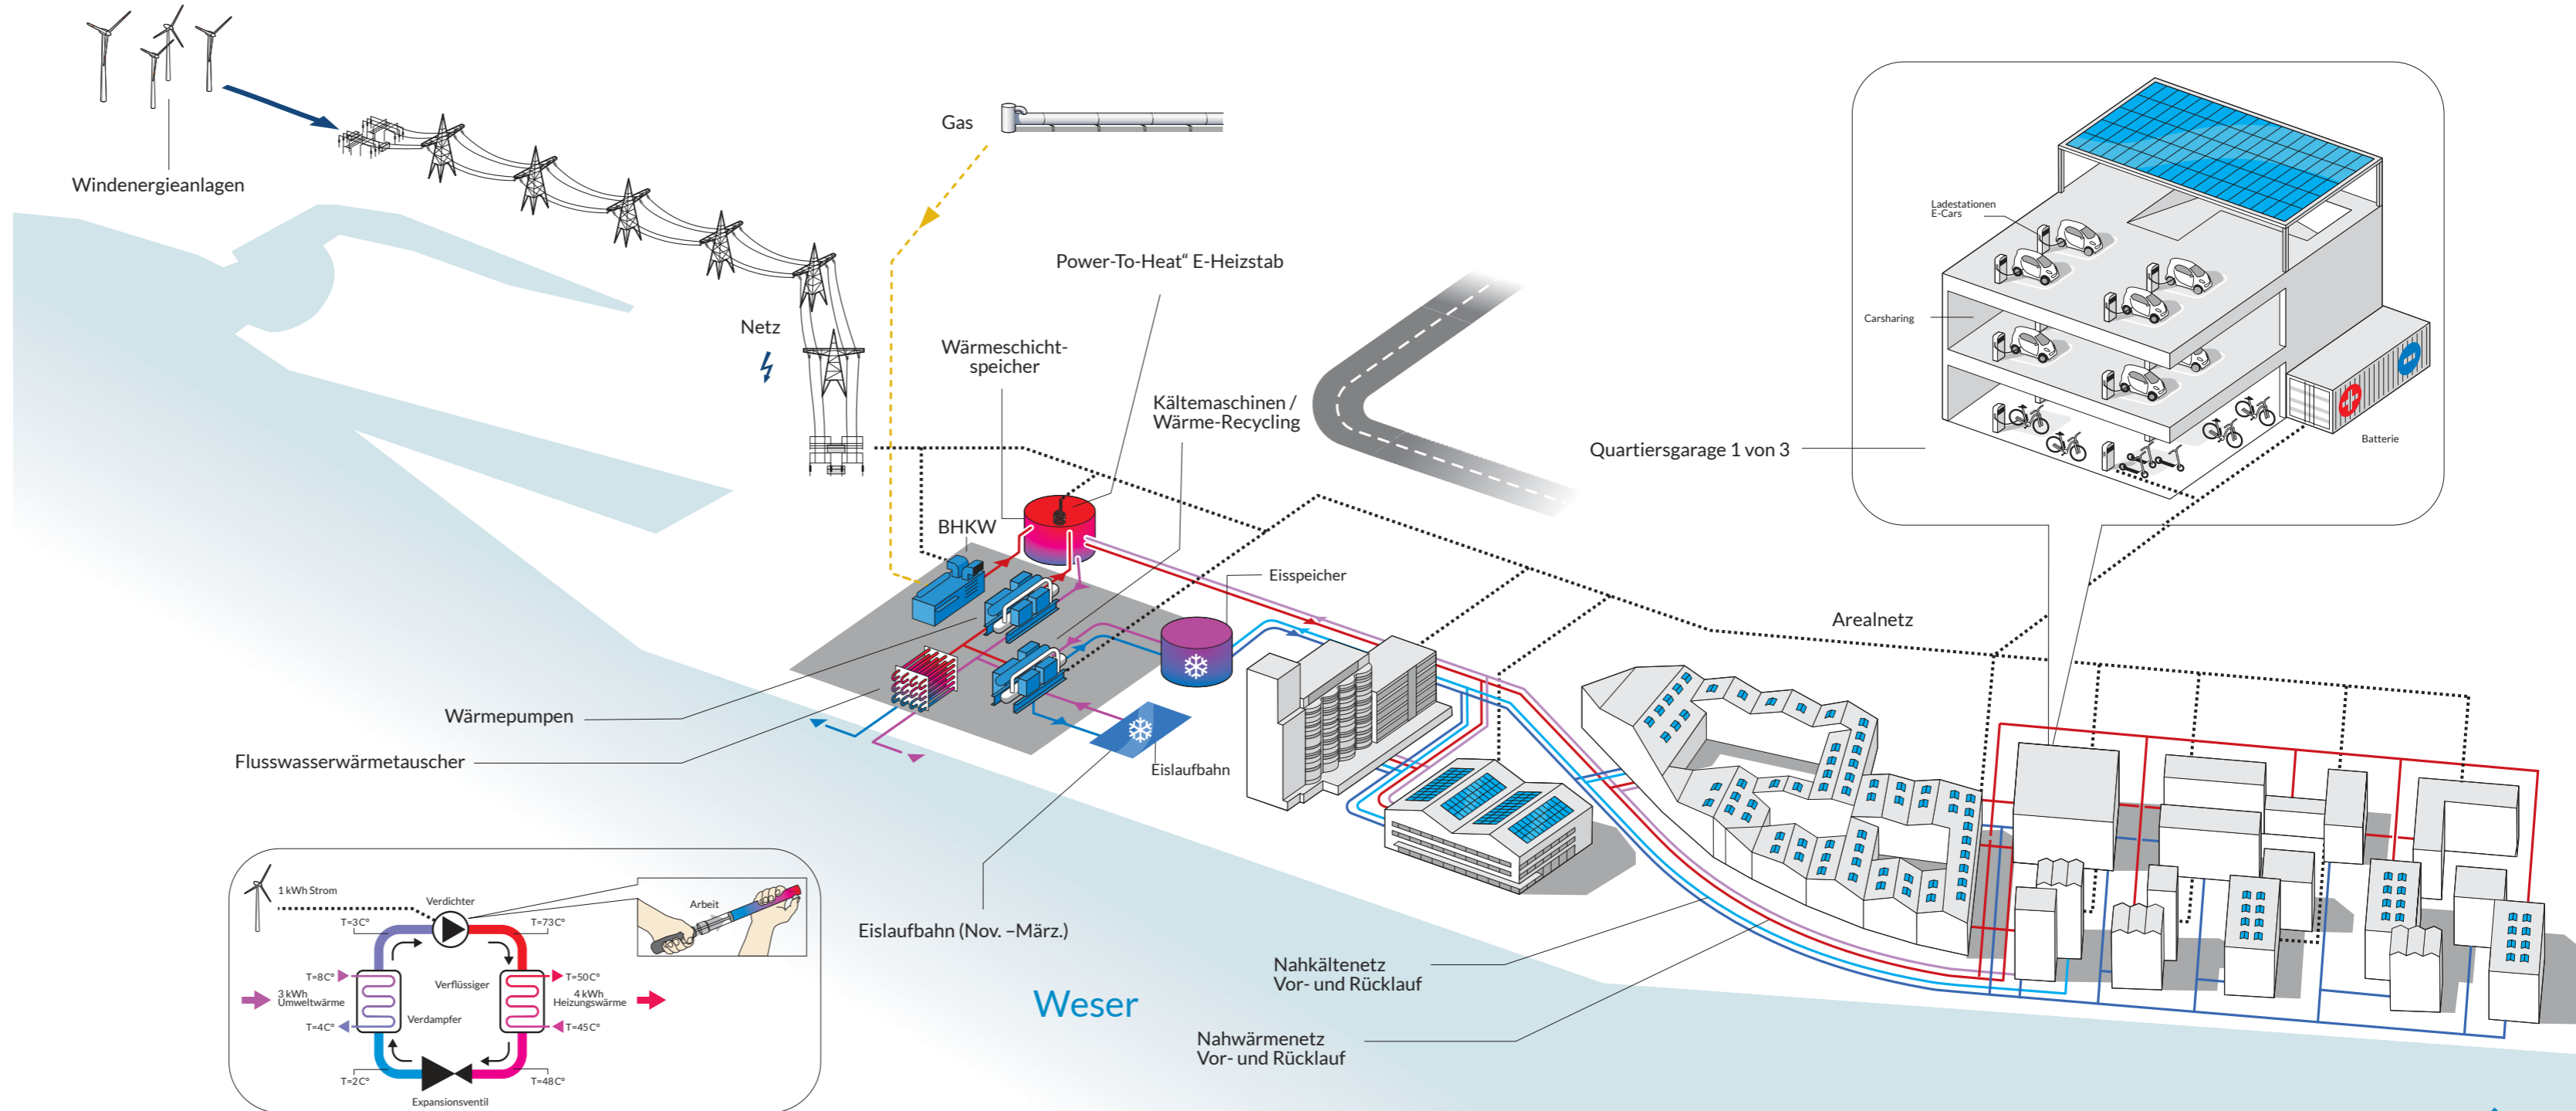 Windenergieanlagen
Gas
Netz
Power-To-Heat“ E-Heizstab
Wärmeschicht-
speicher
Kältemaschinen /
Wärme-Recycling
BHKW
Eisspeicher
Wärmepumpen
Flusswasserwärmetauscher
Eislaufbahn
Eislaufbahn (Nov. –März.)
Ladestationen
E-Cars
Carsharing
Quartiersgarage 1 von 3
Batterie
Arealnetz
Nahkältenetz
Vor- und Rücklauf
Nahwärmenetz
Vor- und Rücklauf
Weser
1 kWh Strom
Verdichter
Arbeit
T=3C°
T=73C°
T=8C°
T=50C°
Verflüssiger
3 kWh
Umweltwärme
4 kWh
Heizungswärme
Verdampfer
T=4C°
T=45C°
T=2C°
T=48C°
Expansionsventil